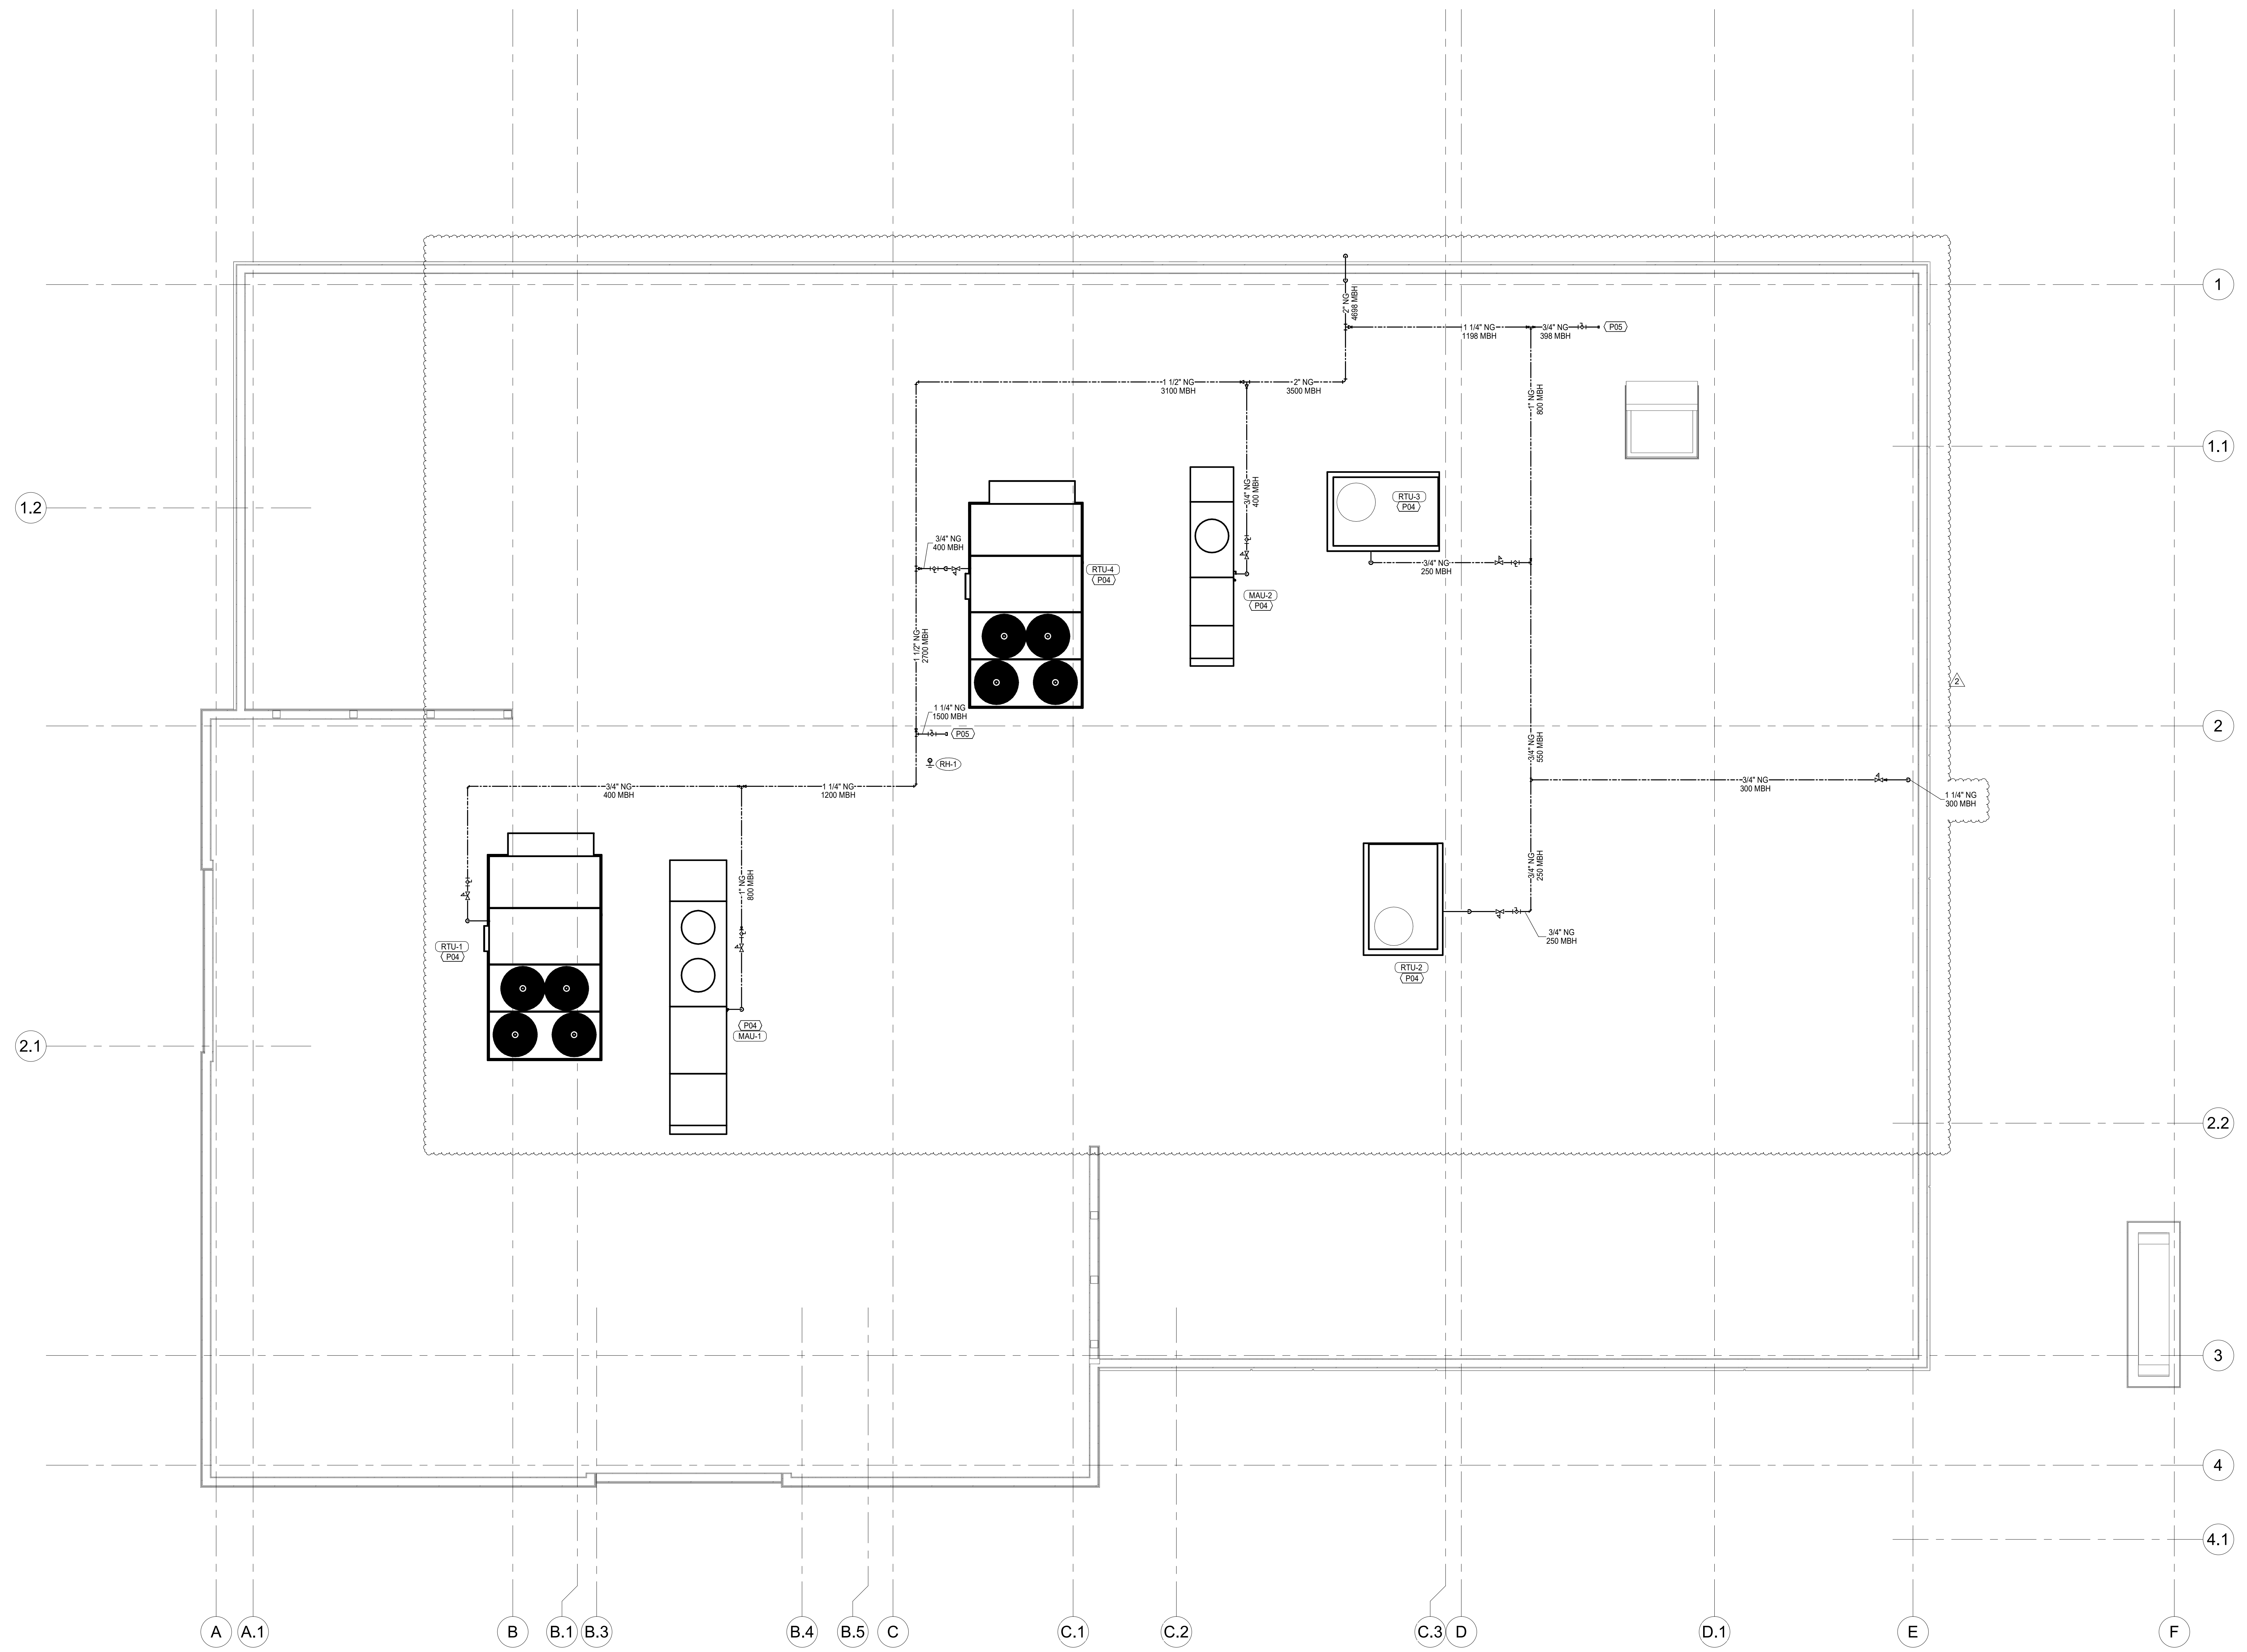 2" NG
4698 MBH
1
1 1/4" NG
1198 MBH
3/4" NG
398 MBH
P05
1 1/2" NG
3100 MBH
2" NG
3500 MBH
1" NG
800 MBH
1.1
3/4" NG
400 MBH
RTU-3
P04
1.2
3/4" NG
400 MBH
RTU-4
P04
3/4" NG
250 MBH
MAU-2
P04
1 1/2" NG
2700 MBH
2
1 1/4" NG
1500 MBH
P05
2
3/4" NG
550 MBH
RH-1
3/4" NG
400 MBH
1 1/4" NG
1200 MBH
3/4" NG
300 MBH
1 1/4" NG
300 MBH
3/4" NG
250 MBH
1" NG
800 MBH
RTU-1
P04
3/4" NG
250 MBH
RTU-2
P04
P04
MAU-1
2.1
2.2
3
4
4.1
A
A.1
B
B.1
B.3
B.4
B.5
C
C.1
C.2
C.3
D
D.1
E
F